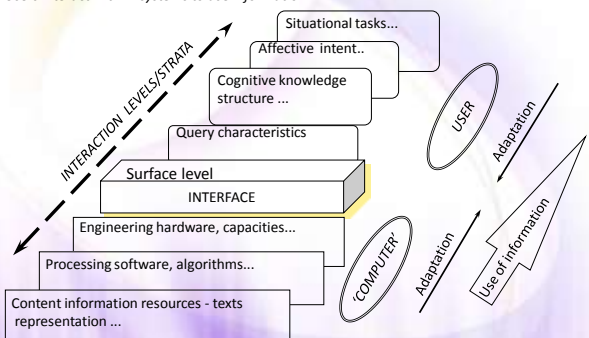 Situational tasks...
Affective intent..
Cognitive knowledge
structure ...
Query characteristics
Surface level
INTERFACE
Engineering hardware, capacities...
Processing software, algorithms...
Content information resources - texts
representation ...
INTERACTION LEVELS/STRATA
USER
Adaptation
'COMPUTER'
Adaptation
Use of information